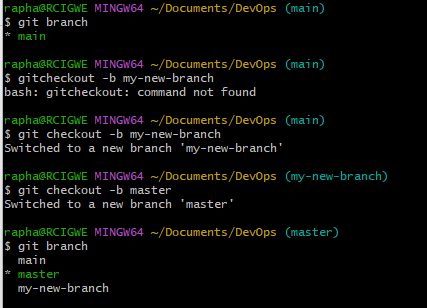 rapha@RCIGWE MINGW64 ~/Documents/DevOps (main)
$ git branch
* main
rapha@RCIGWE MINGW64 ~/Documents/DevOps (main)
$ gitcheckout -b my-new-branch
bash: gitcheckout: command not found
rapha@RCIGWE MINGW64 ~/Documents/DevOps (main)
$ git checkout -b my-new-branch
Switched to a new branch 'my-new-branch'
rapha@RCIGWE MINGW64 ~/Documents/DevOps (my-new-branch)
$ git checkout -b master
Switched to a new branch 'master'
rapha@RCIGWE MINGW64 ~/Documents/DevOps (master)
$ git branch
main
* master
my-new-branch